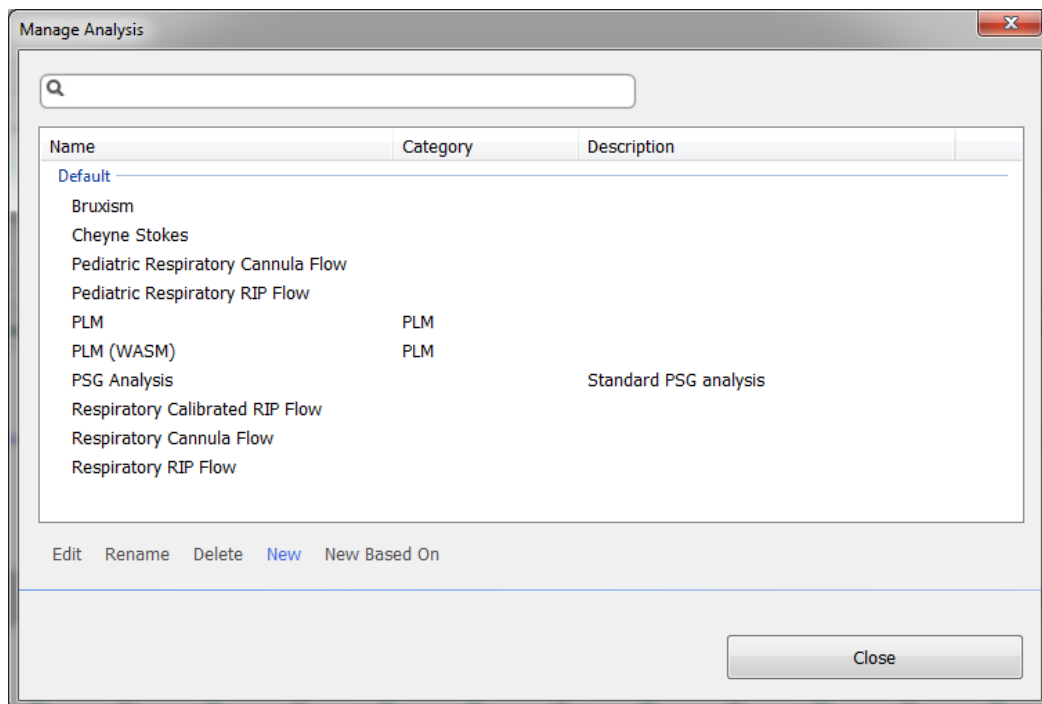 Manage Analysis
Name Category Description
Default
Bruxism
Cheyne Stokes
Pediatric Respiratory Cannula Flow
Pediatric Respiratory RIP Flow
PLM PLM
PLM (WASM) PLM
PSG Analysis Standard PSG analysis
Respiratory Calibrated RIP Flow
Respiratory Cannula Flow
Respiratory RIP Flow
Edit Rename Delete New New Based On
Close